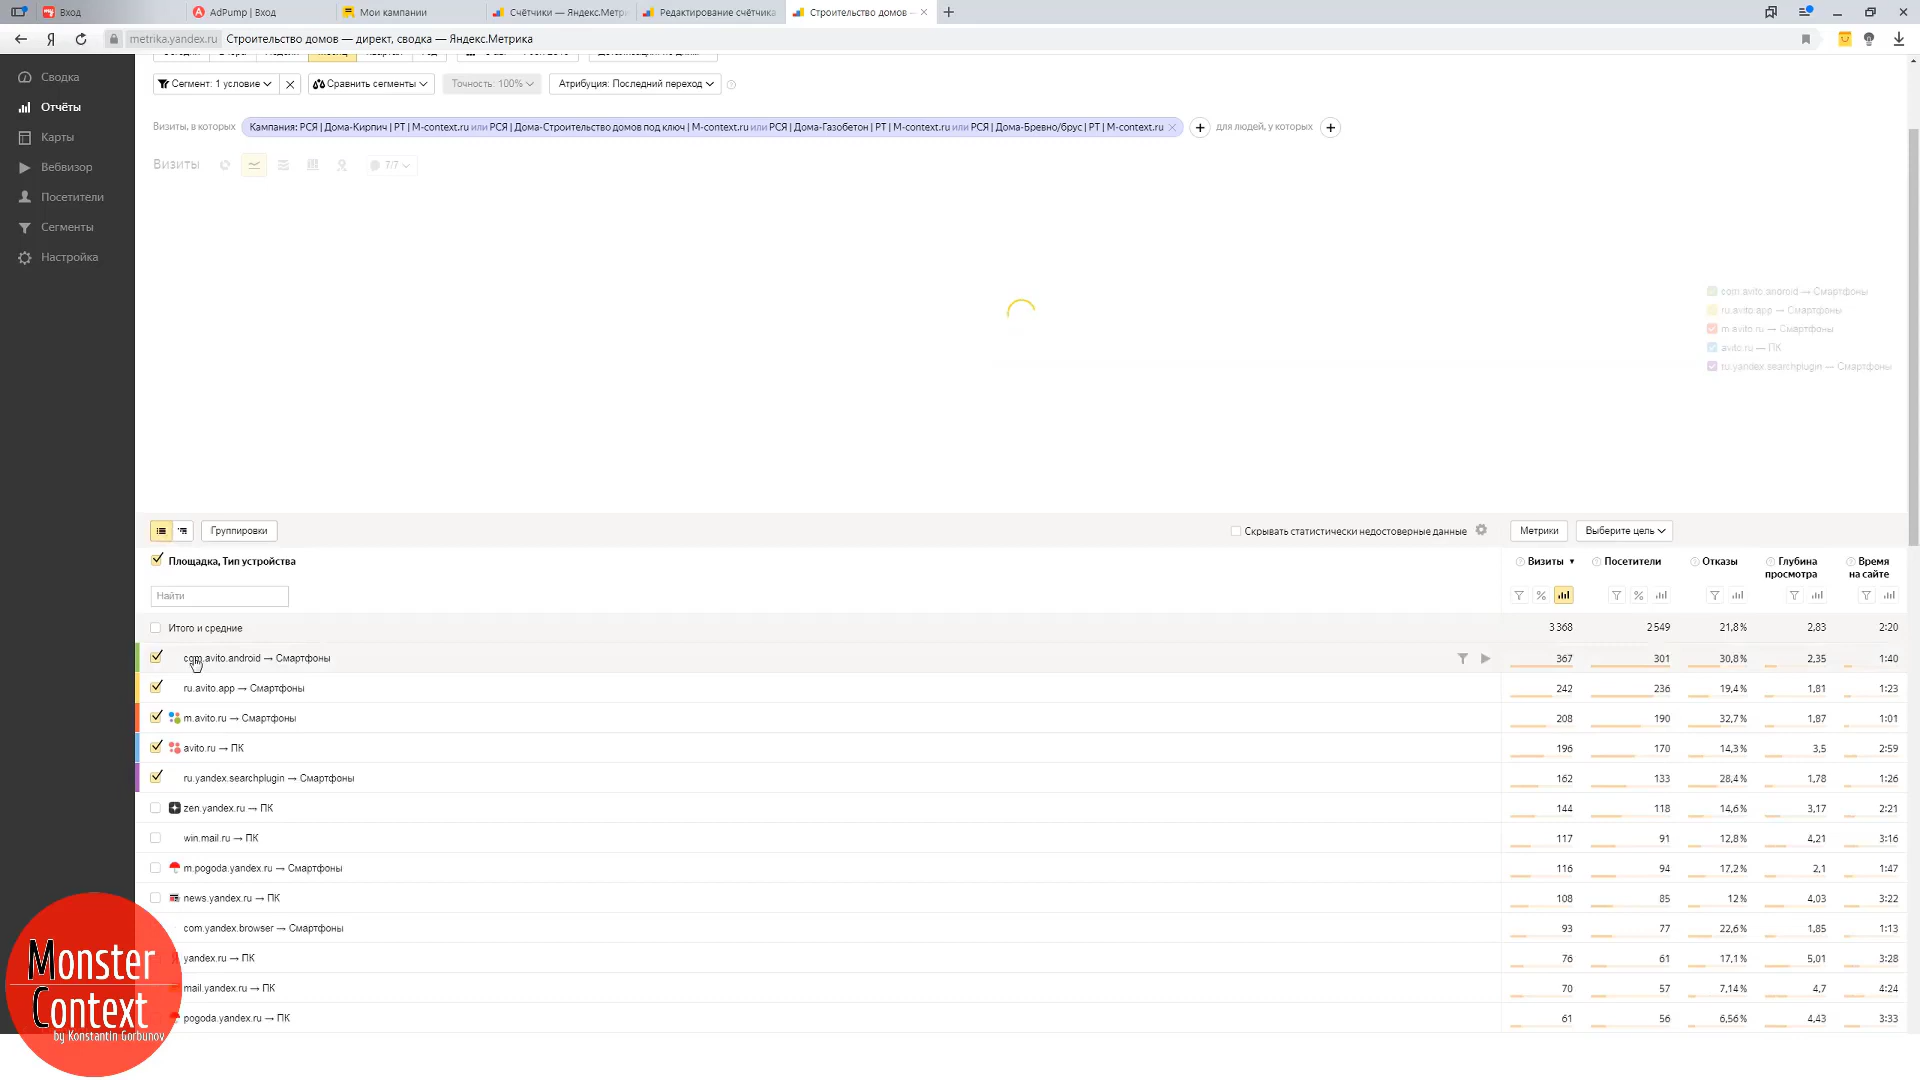 Вход
AdPump | Вход
Мои кампании
Счётчики — Яндекс.Метри
Редактирование счётчика
Строительство домов —
metrika.yandex.ru
Строительство домов — директ, сводка — Яндекс.Метрика
Сводка
Отчёты
Карты
Вебвизор
Посетители
Сегменты
Настройка
Сегмент: 1 условие
Сравнить сегменты
Точность: 100%
Атрибуция: Последний переход
Визиты, в которых
Кампания: РСЯ | Дома-Кирпич | РТ | M-context.ru или РСЯ | Дома-Строительство домов под ключ | M-context.ru или РСЯ | Дома-Газобетон | РТ | M-context.ru или РСЯ | Дома-Бревно/брус | РТ | M-context.ru
для людей, у которых
Визиты
7/7
com.avito.android → Смартфоны
ru.avito.app → Смартфоны
m.avito.ru → Смартфоны
avito.ru → ПК
ru.yandex.searchplugin → Смартфоны
Группировки
Скрывать статистически недостоверные данные
Метрики
Выберите цель
Площадка, Тип устройства
Визиты
Посетители
Отказы
Глубина просмотра
Время на сайте
Найти
%
%
Итого и средние 3 368 2 549 21,8 % 2,83 2:20
com.avito.android → Смартфоны 367 301 30,8 % 2,35 1:40
ru.avito.app → Смартфоны 242 236 19,4 % 1,81 1:23
m.avito.ru → Смартфоны 208 190 32,7 % 1,87 1:01
avito.ru → ПК 196 170 14,3 % 3,5 2:59
ru.yandex.searchplugin → Смартфоны 162 133 28,4 % 1,78 1:26
zen.yandex.ru → ПК 144 118 14,6 % 3,17 2:21
win.mail.ru → ПК 117 91 12,8 % 4,21 3:16
m.pogoda.yandex.ru → Смартфоны 116 94 17,2 % 2,1 1:47
news.yandex.ru → ПК 108 85 12 % 4,03 3:22
com.yandex.browser → Смартфоны 93 77 22,6 % 1,85 1:13
yandex.ru → ПК 76 61 17,1 % 5,01 3:28
mail.yandex.ru → ПК 70 57 7,14 % 4,7 4:24
pogoda.yandex.ru → ПК 61 56 6,56 % 4,43 3:33
Monster
Context
by Konstantin Gorbunov